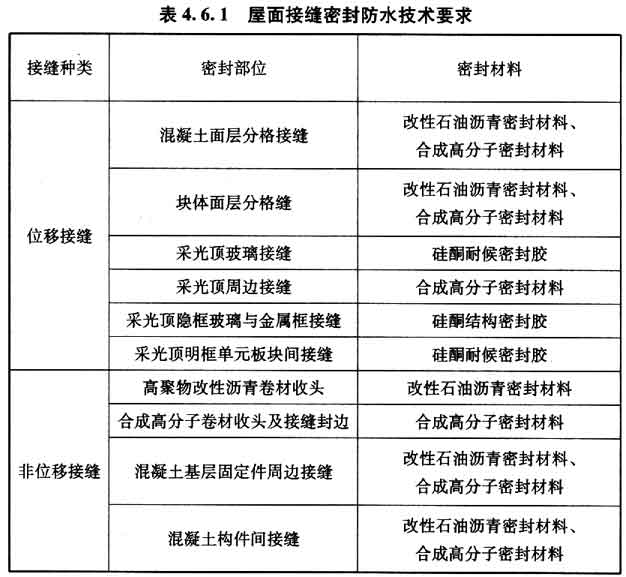 表 4.6.1 屋面接缝密封防水技术要求
接缝种类 密封部位 密封材料
位移接缝
混凝土面层分格接缝
改性石油沥青密封材料、
合成高分子密封材料
块体面层分格缝
改性石油沥青密封材料、
合成高分子密封材料
采光顶玻璃接缝 硅酮耐候密封胶
采光顶周边接缝 合成高分子密封材料
采光顶隐框玻璃与金属框接缝 硅酮结构密封胶
采光顶明框单元板块间接缝 硅酮耐候密封胶
非位移接缝
高聚物改性沥青卷材收头 改性石油沥青密封材料
合成高分子卷材收头及接缝封边 合成高分子密封材料
混凝土基层固定件周边接缝
改性石油沥青密封材料、
合成高分子密封材料
混凝土构件间接缝
改性石油沥青密封材料、
合成高分子密封材料